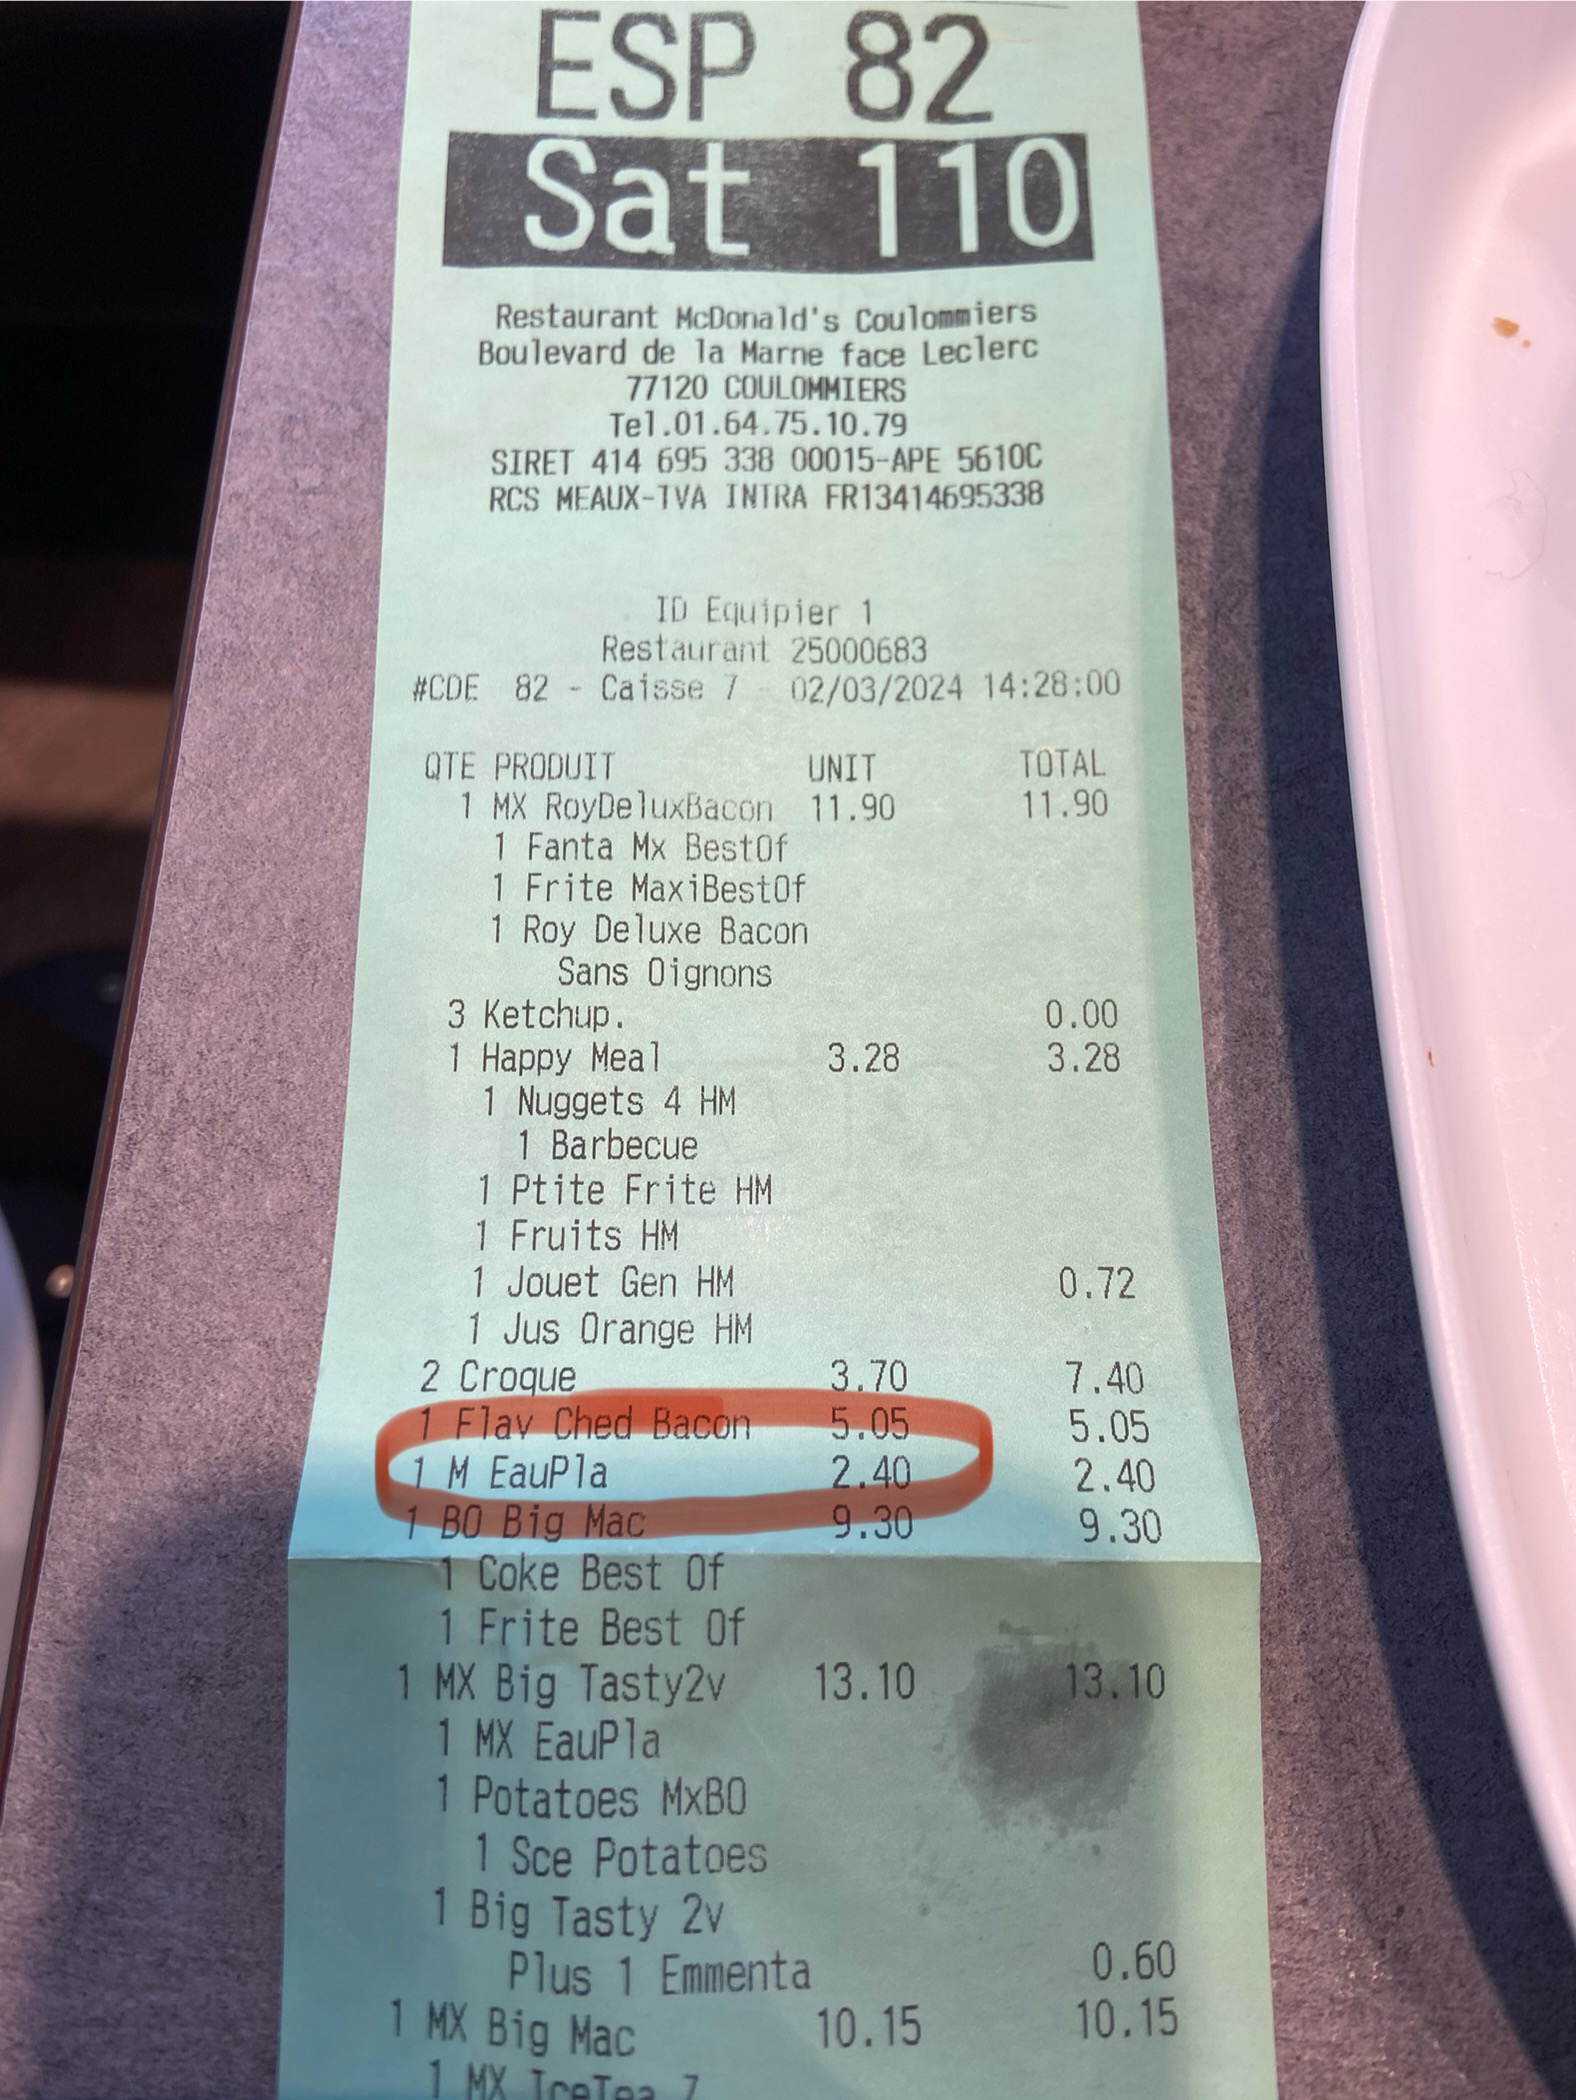 ESP 82
Sat 110
Restaurant McDonald's Coulommiers
Boulevard de la Marne face Leclerc
77120 COULOMMIERS
Tel.01.64.75.10.79
SIRET 414 695 338 00015-APE 5610C
RCS MEAUX-TVA INTRA FR13414695338
ID Equipier 1
Restaurant 25000683
#CDE 82 - Caisse 7 - 02/03/2024 14:28:00
QTE PRODUIT UNIT TOTAL
1 MX RoyDeluxBacon 11.90 11.90
1 Fanta Mx BestOf
1 Frite MaxiBestOf
1 Roy Deluxe Bacon
Sans Oignons
3 Ketchup. 0.00
1 Happy Meal 3.28 3.28
1 Nuggets 4 HM
1 Barbecue
1 Ptite Frite HM
1 Fruits HM
1 Jouet Gen HM 0.72
1 Jus Orange HM
2 Croque 3.70 7.40
1 Flav Ched Bacon 5.05 5.05
1 M EauPla 2.40 2.40
1 BO Big Mac 9.30 9.30
1 Coke Best Of
1 Frite Best Of
1 MX Big Tasty2v 13.10 13.10
1 MX EauPla
1 Potatoes MxBO
1 Sce Potatoes
1 Big Tasty 2v
Plus 1 Emmenta 0.60
1 MX Big Mac 10.15 10.15
1 MX IceTea